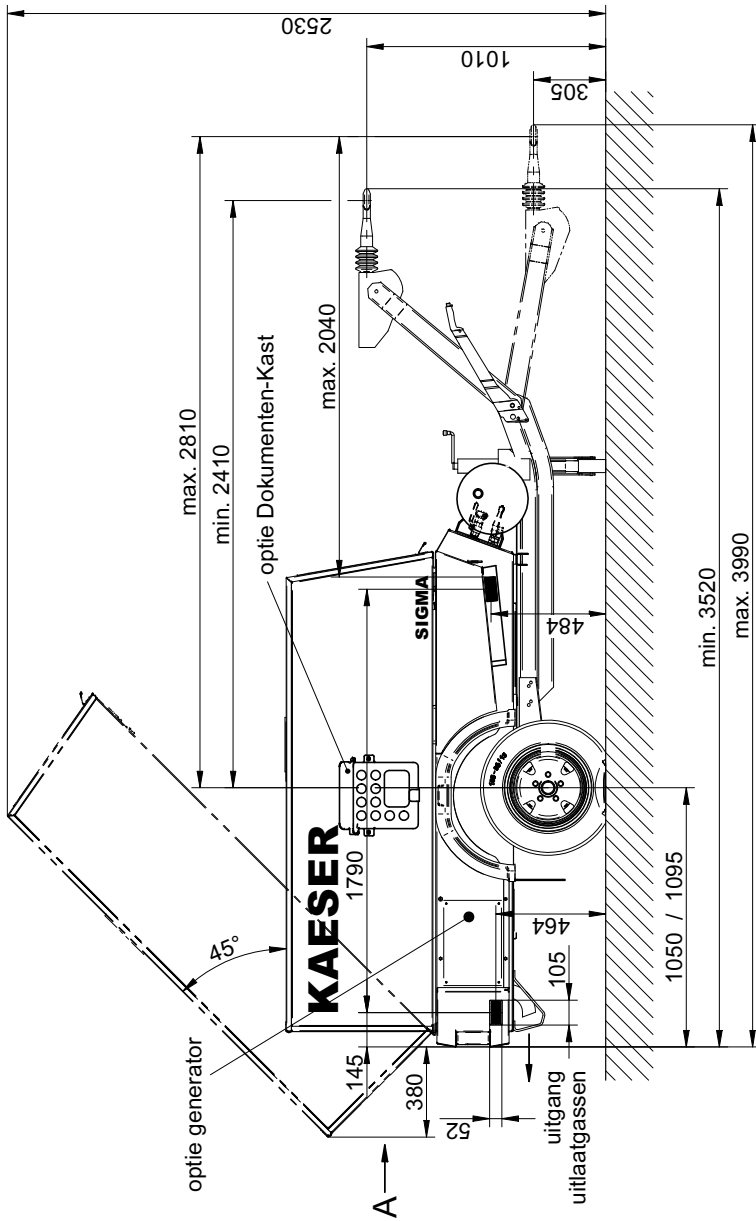 2530
1010
305
max. 2810
min. 2410
max. 2040
optie Dokumenten-Kast
SIGMA
KAESER
45°
1790
484
464
105
145
380
52
optie generator
uitgang
uitlaatgassen
A
1050 / 1095
min. 3520
max. 3990